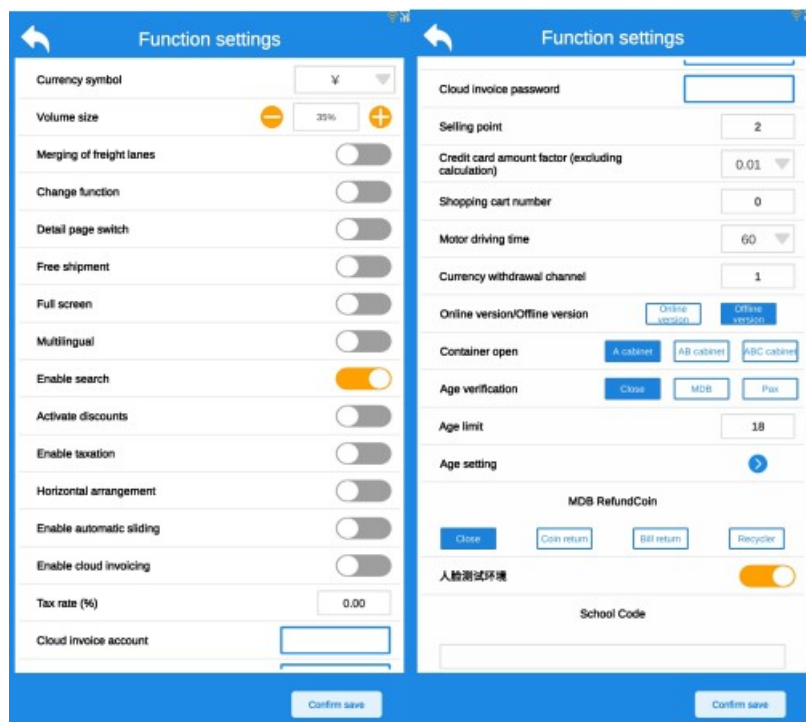 Function settings
Currency symbol
¥
Volume size
35%
Merging of freight lanes
Change function
Detail page switch
Free shipment
Full screen
Multilingual
Enable search
Activate discounts
Enable taxation
Horizontal arrangement
Enable automatic sliding
Enable cloud invoicing
Tax rate (%)
0.00
Cloud invoice account
Confirm save
Function settings
Cloud invoice password
Selling point
2
Credit card amount factor (excluding
calculation)
0.01
Shopping cart number
0
Motor driving time
60
Currency withdrawal channel
1
Online version/Offline version
Online
version
Offline
version
Container open
A cabinet
AB cabinet
ABC cabinet
Age verification
Close
MDB
Pax
Age limit
18
Age setting
MDB RefundCoin
Close
Coin return
Bill return
Recycler
人脸测试环境
School Code
Confirm save